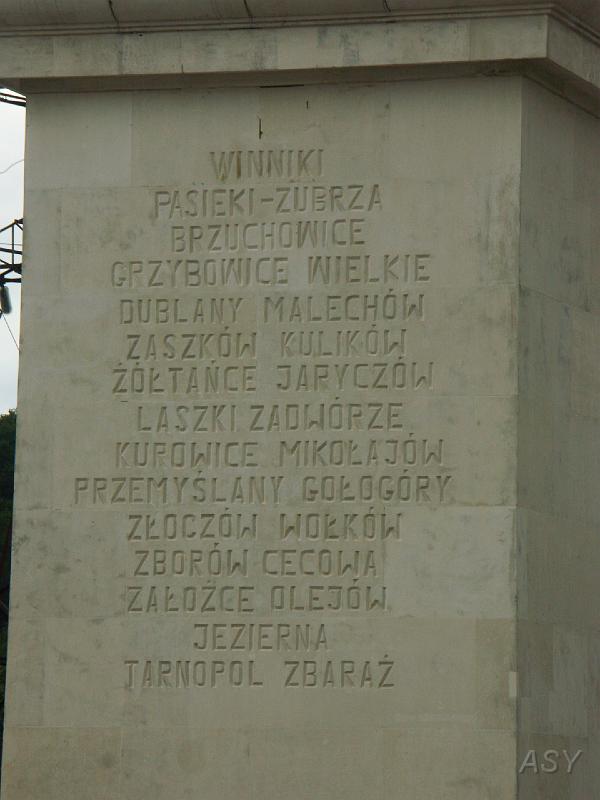 WINNIKI
PASIEKI-ZUBRZA
BRZUCHOWICE
GRZYBOWICE WIELKIE
DUBLANY MALECHÓW
ZASZKÓW KULIKÓW
ŻÓŁTAŃCE JARYCZÓW
LASZKI ZADWÓRZE
KUROWICE MIKOŁAJÓW
PRZEMYŚLANY GOŁOGÓRY
ZŁOCZÓW WOŁKÓW
ZBORÓW CECOWA
ZAŁOŹCE OLEJÓW
JEZIERNA
TARNOPOL ZBARAŻ
ASY